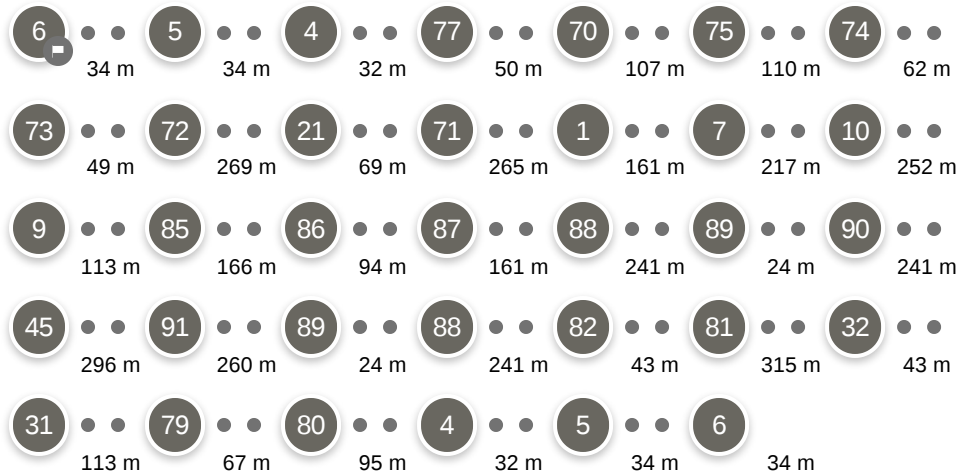 6 5 4 77 70 75 74
34 m 34 m 32 m 50 m 107 m 110 m 62 m
73 72 21 71 1 7 10
49 m 269 m 69 m 265 m 161 m 217 m 252 m
9 85 86 87 88 89 90
113 m 166 m 94 m 161 m 241 m 24 m 241 m
45 91 89 88 82 81 32
296 m 260 m 24 m 241 m 43 m 315 m 43 m
31 79 80 4 5 6
113 m 67 m 95 m 32 m 34 m 34 m